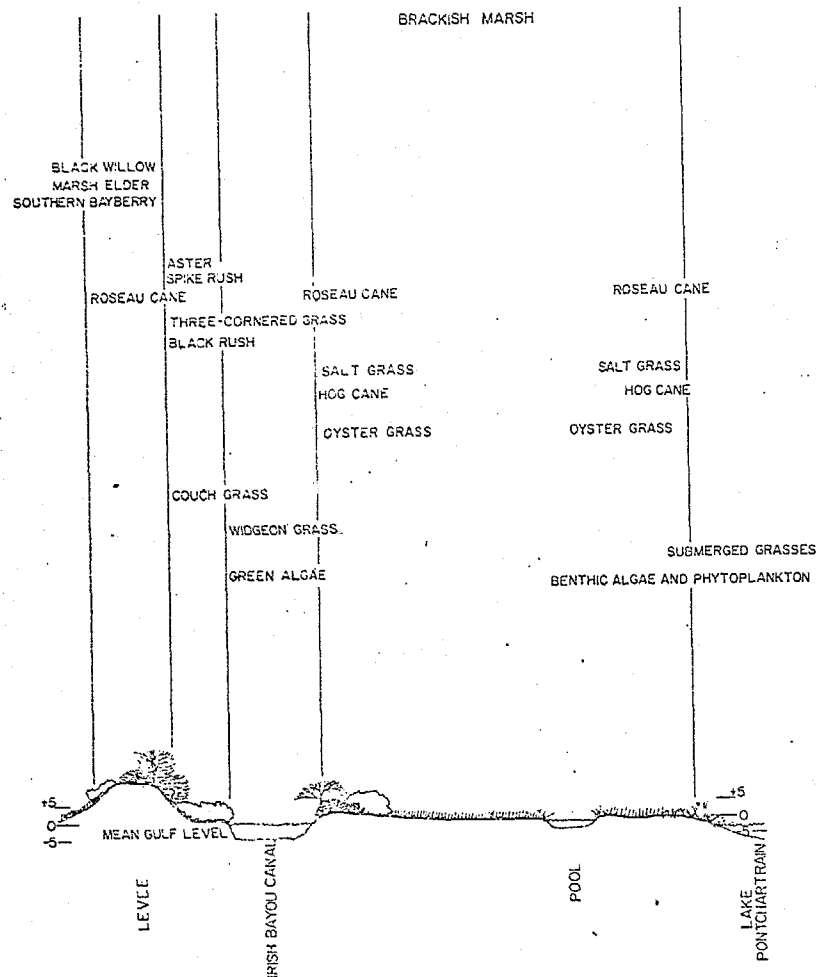 BRACKISH MARSH
BLACK WILLOW
MARSH ELDER
SOUTHERN BAYBERRY
ASTER
SPIKE RUSH
ROSEAU CANE
ROSEAU CANE
ROSEAU CANE
THREE-CORNERED GRASS
BLACK RUSH
SALT GRASS
SALT GRASS
HOG CANE
HOG CANE
OYSTER GRASS
OYSTER GRASS
COUCH GRASS
WIDGEON GRASS
SUBMERGED GRASSES
GREEN ALGAE
BENTHIC ALGAE AND PHYTOPLANKTON
+5
0
-5
MEAN GULF LEVEL
+5
0
LEVEE
IRISH BAYOU CANAL
POOL
LAKE
PONTCHARTRAIN